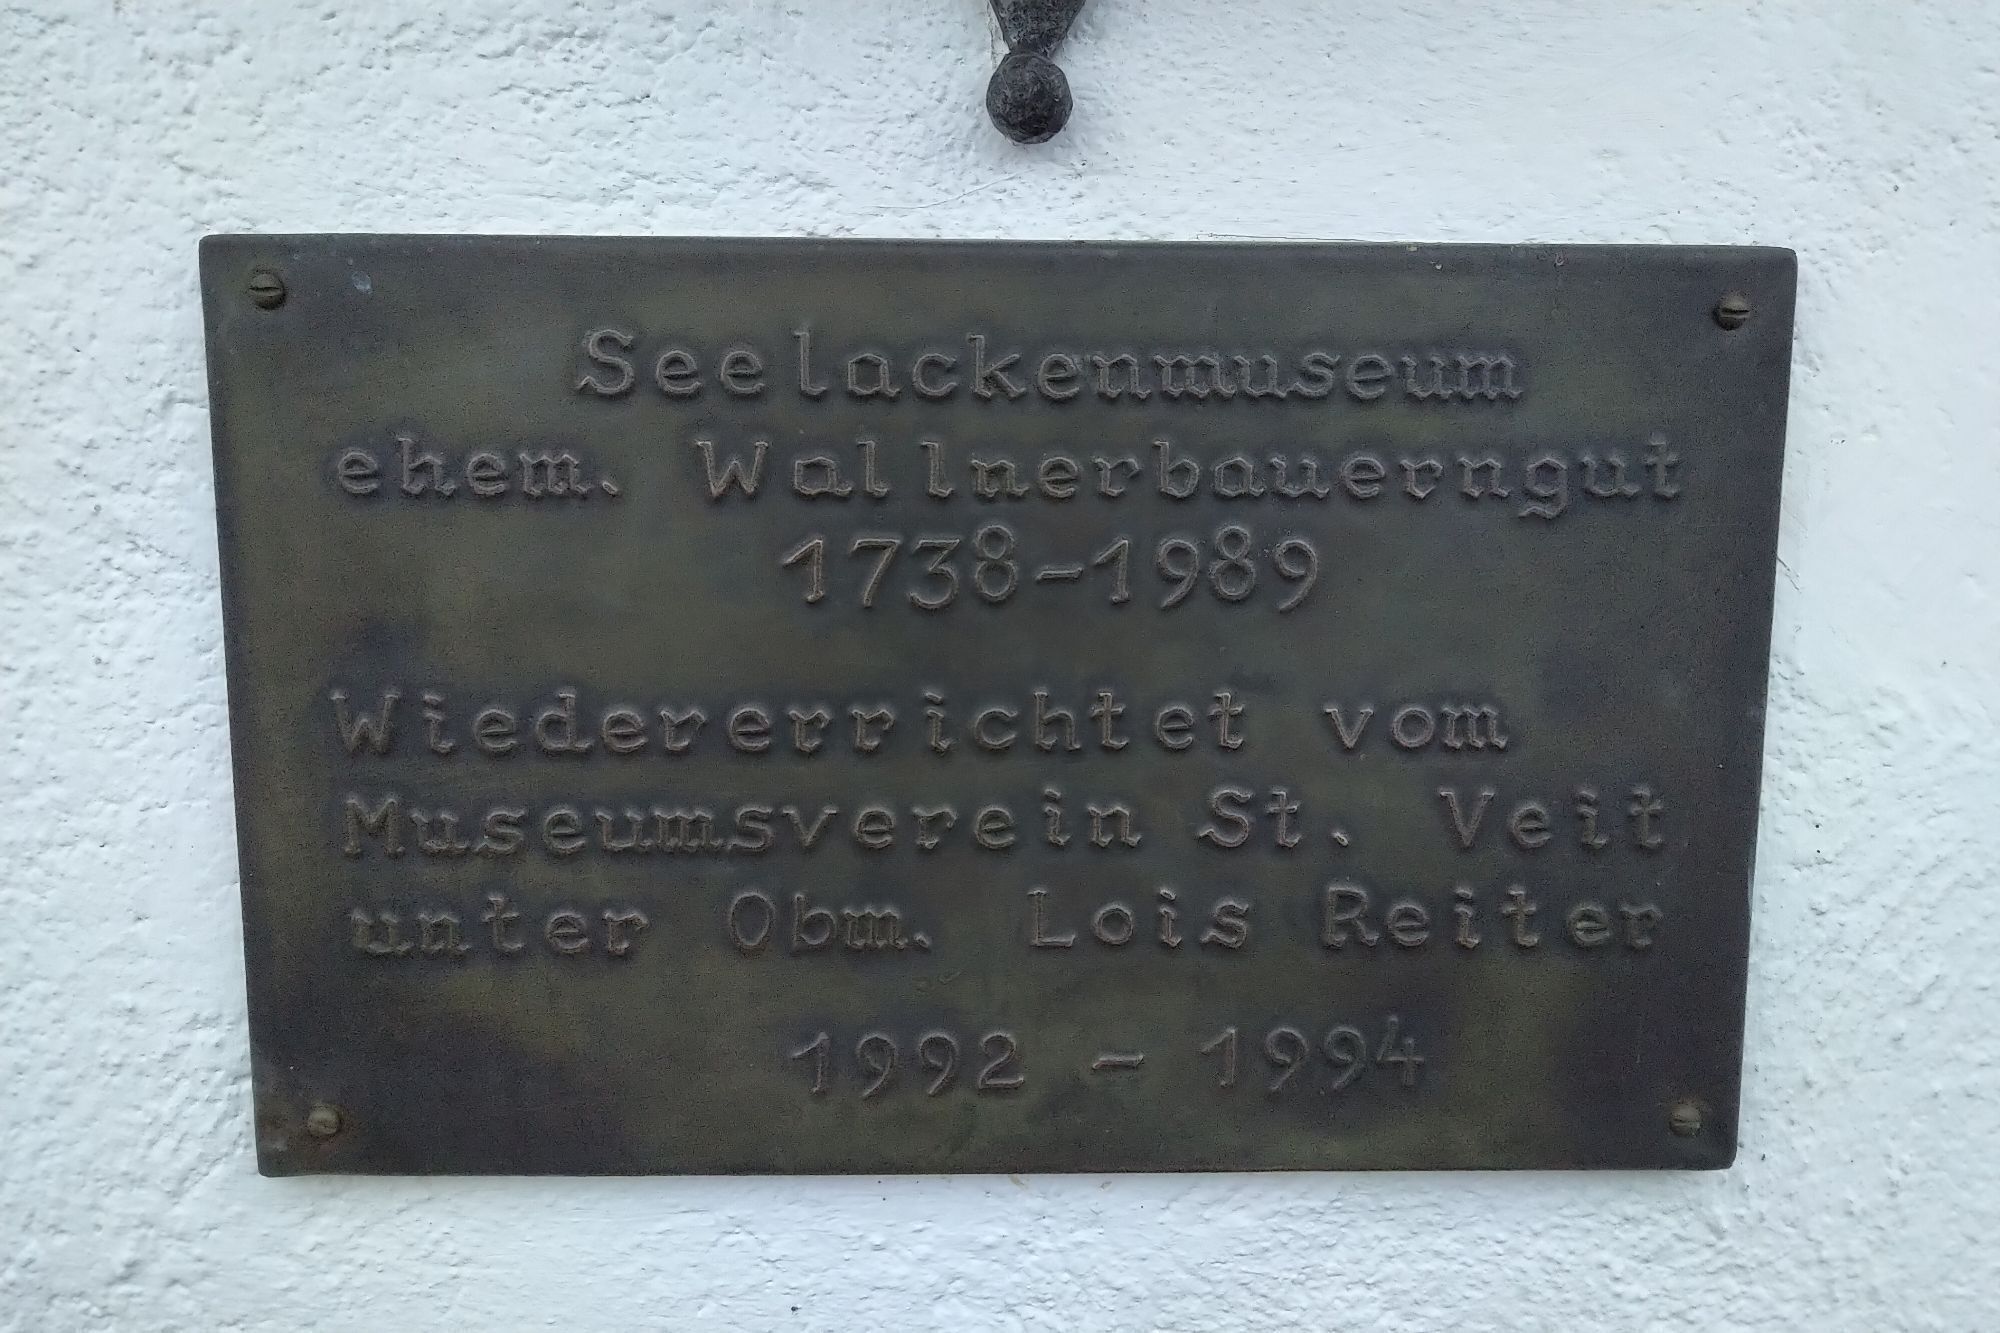 Seelackenmuseum
ehem. Wallnerbauerngut
1738-1989
Wiedererrichtet vom
Museumsverein St. Veit
unter Obm. Lois Reiter
1992 - 1994